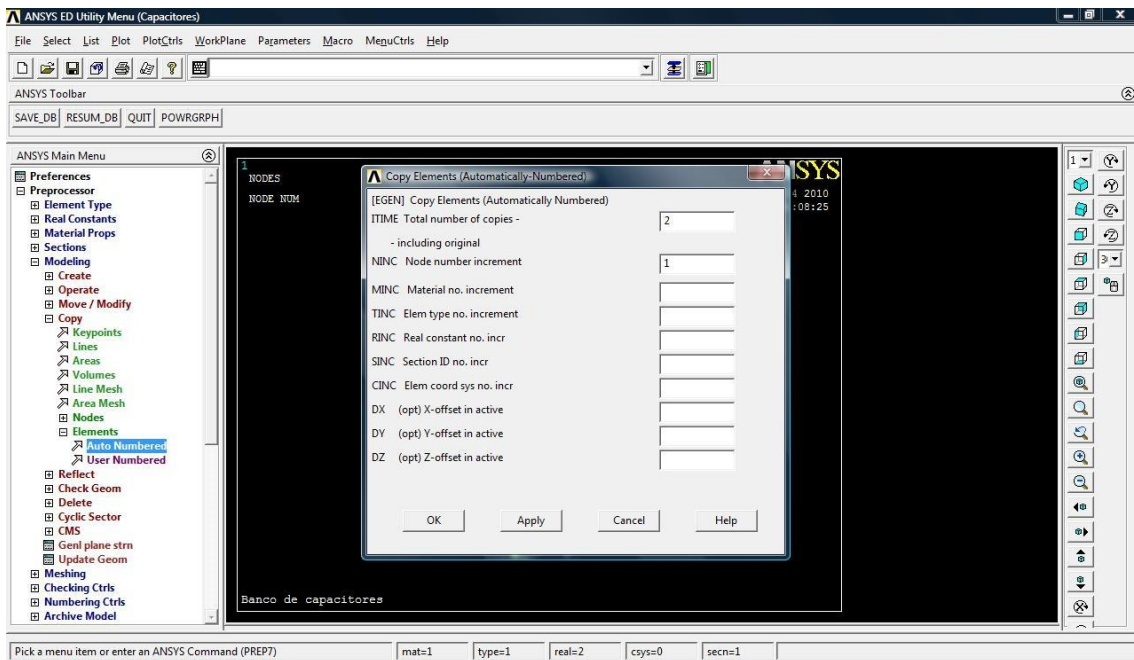 ANSYS ED Utility Menu (Capacitores)
File Select List Plot PlotCtrls WorkPlane Parameters Macro MenuCtrls Help
ANSYS Toolbar
SAVE_DB RESUM_DB QUIT POWRGRPH
ANSYS Main Menu
Preferences
Preprocessor
Element Type
Real Constants
Material Props
Sections
Modeling
Create
Operate
Move / Modify
Copy
Keypoints
Lines
Areas
Volumes
Line Mesh
Area Mesh
Nodes
Elements
Auto Numbered
User Numbered
Reflect
Check Geom
Delete
Cyclic Sector
CMS
Genl plane strn
Update Geom
Meshing
Checking Ctrls
Numbering Ctrls
Archive Model
1
NODES
NODE NUM
SYS
4 2010
:08:25
Copy Elements (Automatically-Numbered)
[EGEN] Copy Elements (Automatically Numbered)
ITIME Total number of copies - 2
- including original
NINC Node number increment 1
MINC Material no. increment
TINC Elem type no. increment
RINC Real constant no. incr
SINC Section ID no. incr
CINC Elem coord sys no. incr
DX (opt) X-offset in active
DY (opt) Y-offset in active
DZ (opt) Z-offset in active
OK Apply Cancel Help
Banco de capacitores
1
Pick a menu item or enter an ANSYS Command (PREP7) mat=1 type=1 real=2 csys=0 secn=1